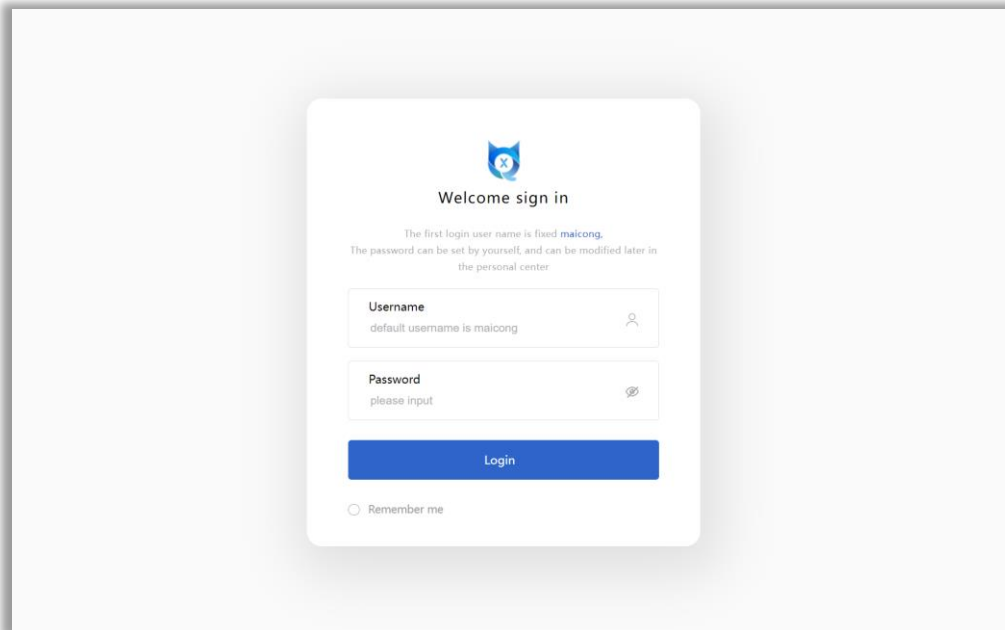 X
Welcome sign in
The first login user name is fixed maicong,
The password can be set by yourself, and can be modified later in
the personal center
Username
default username is maicong
Password
please input
Login
Remember me